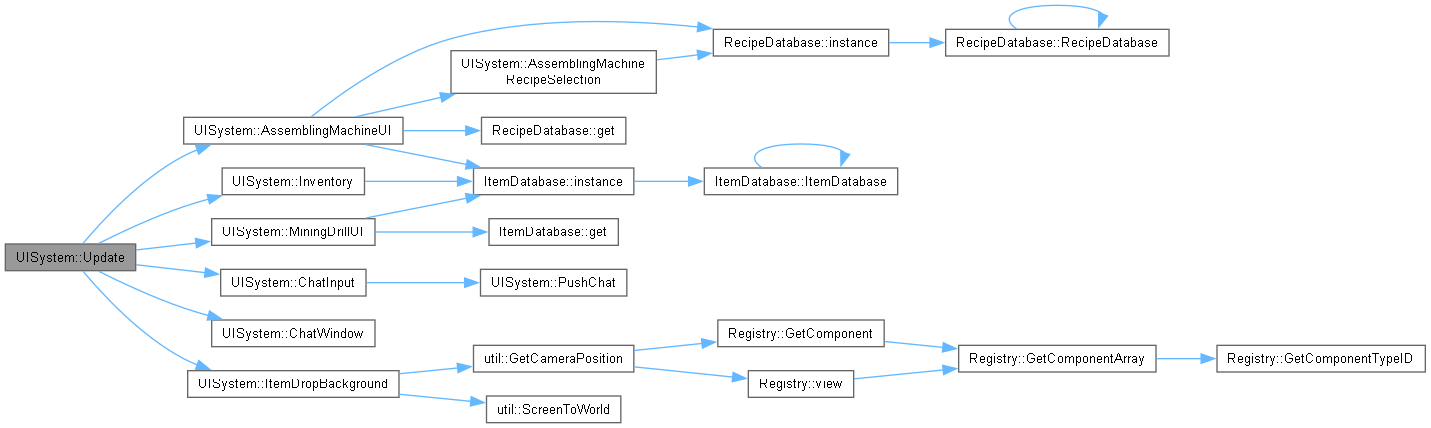 UISystem::Update
UISystem::AssemblingMachineUI
UISystem::Inventory
UISystem::MiningDrillUI
UISystem::ChatInput
UISystem::ChatWindow
UISystem::ItemDropBackground
UISystem::AssemblingMachine
RecipeSelection
RecipeDatabase::get
ItemDatabase::instance
ItemDatabase::get
UISystem::PushChat
util::GetCameraPosition
util::ScreenToWorld
RecipeDatabase::instance
ItemDatabase::ItemDatabase
Registry::GetComponent
Registry::view
RecipeDatabase::RecipeDatabase
Registry::GetComponentArray
Registry::GetComponentTypeID